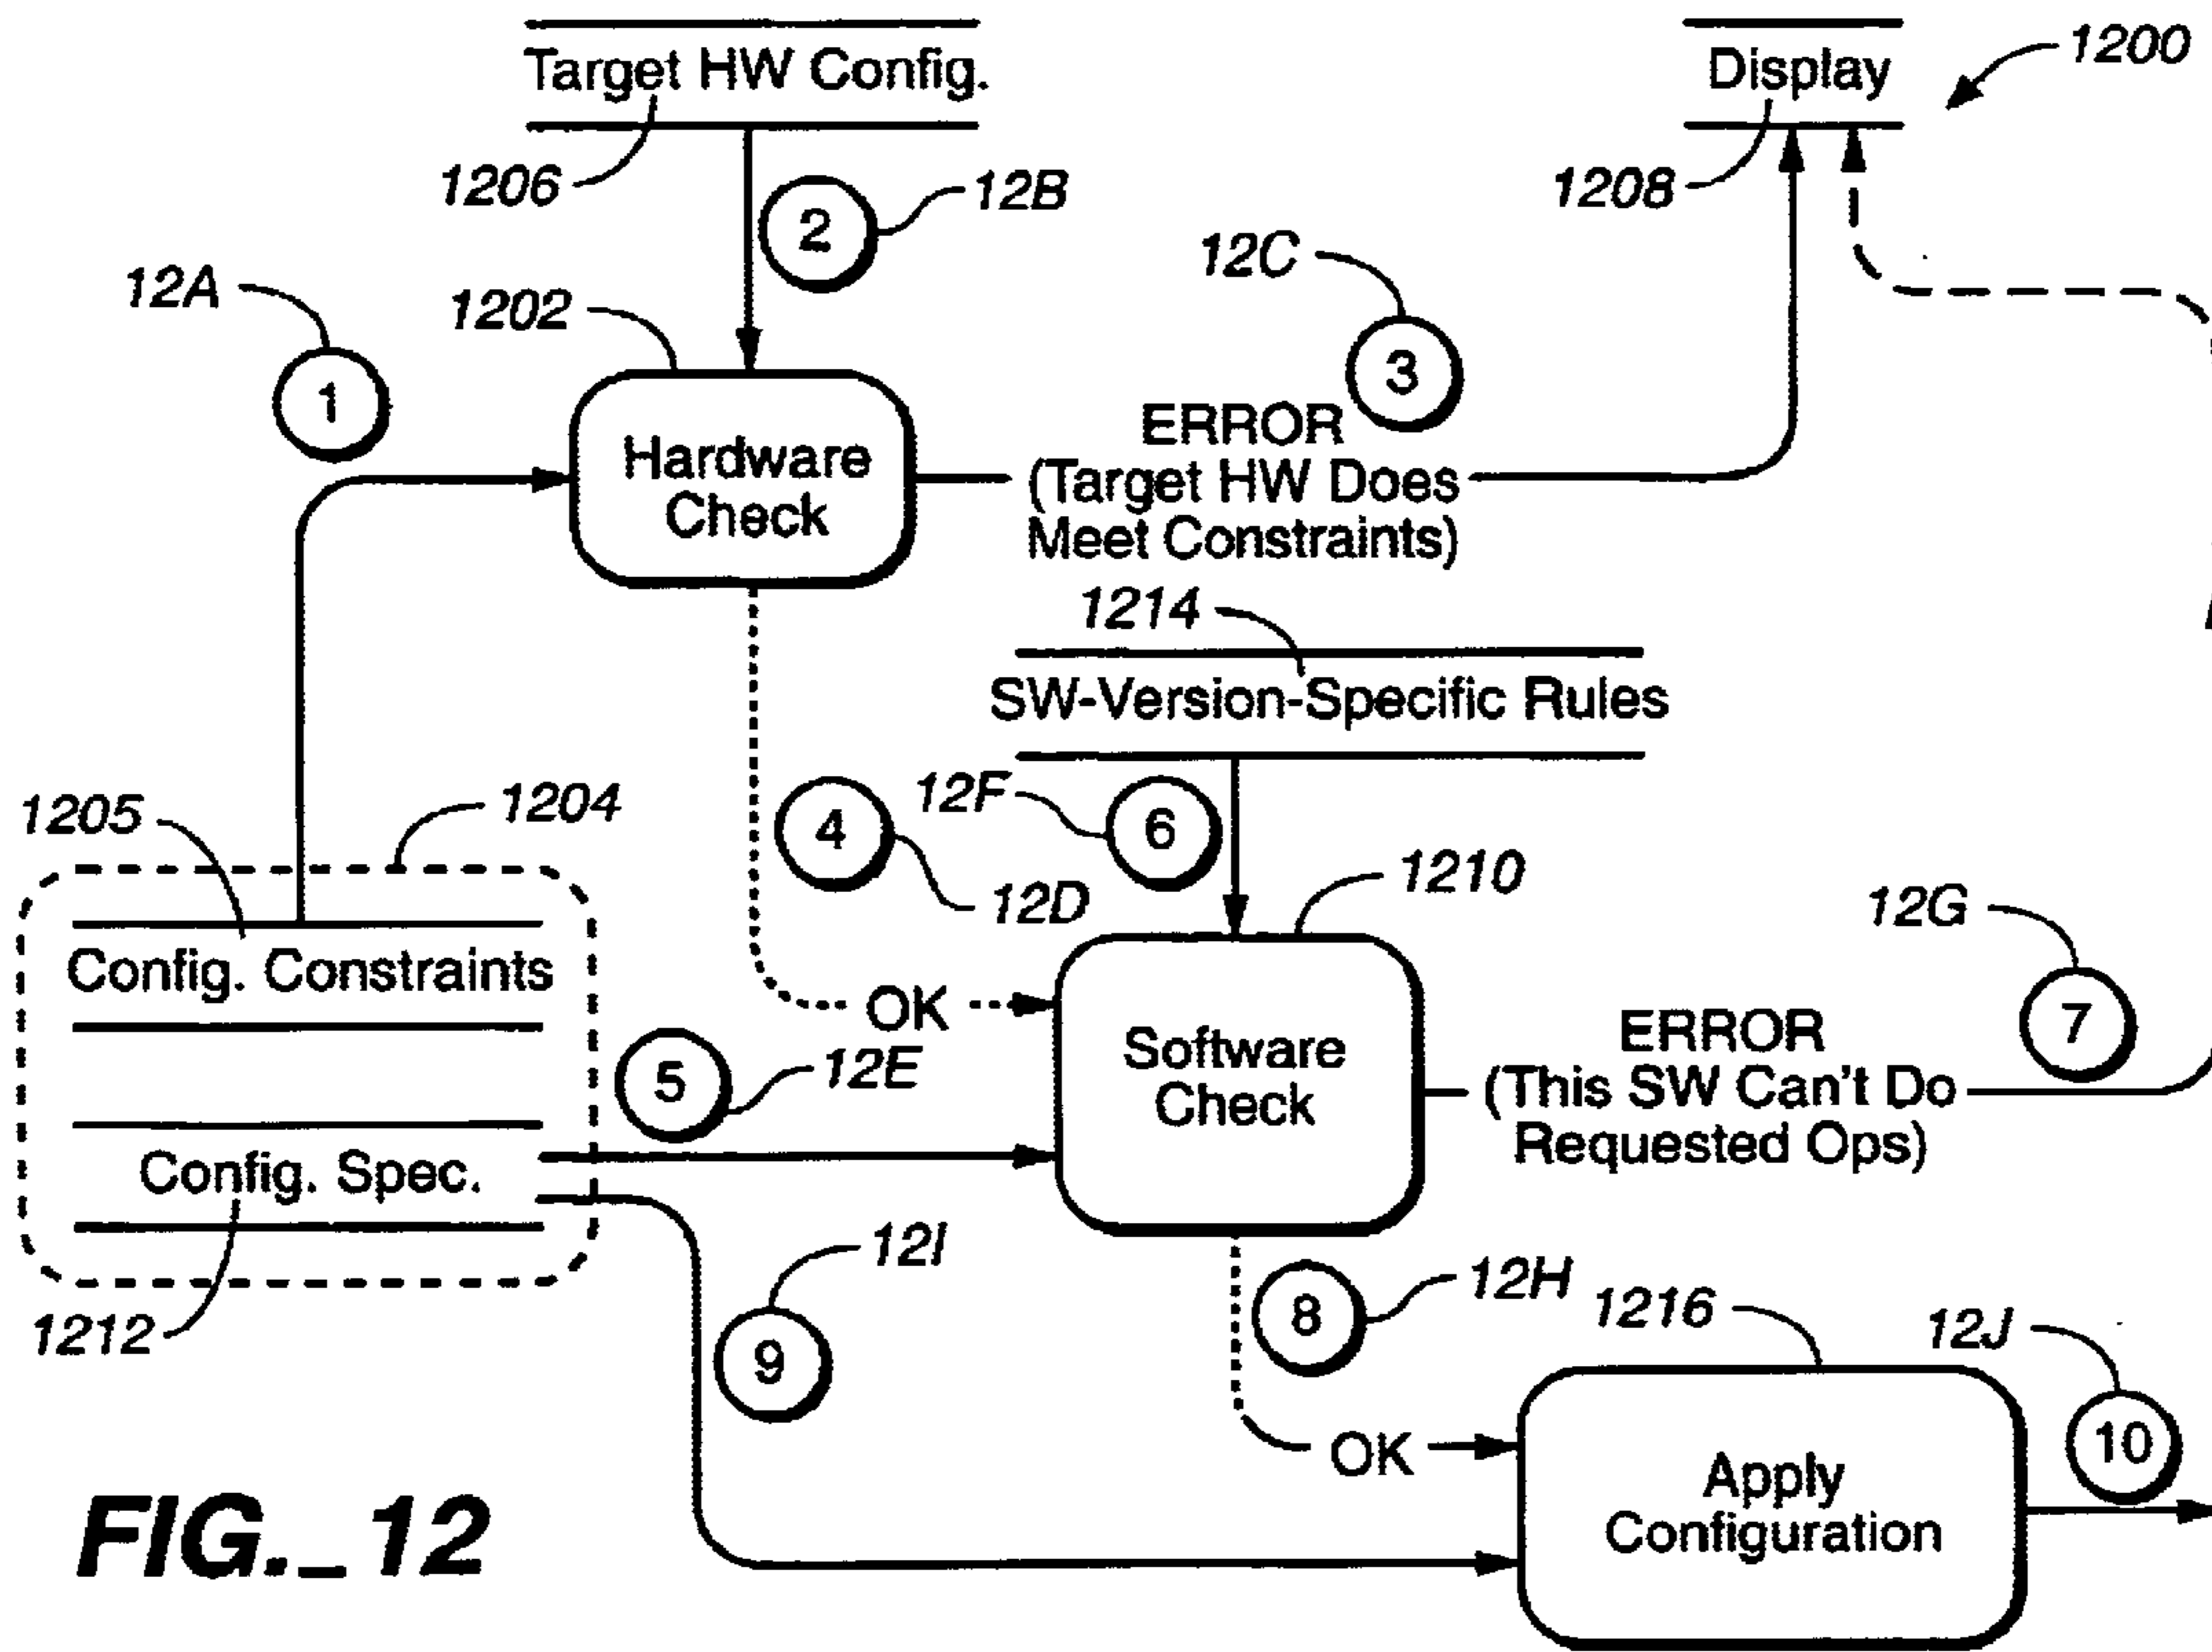 Target HW Config.
Display
1200
1206
12B
1208
2
12C
12A
1202
3
1
ERROR
(Target HW Does
Meet Constraints)
Hardware
Check
1214
SW-Version-Specific Rules
1205
1204
4
12F
6
12D
1210
12G
Config. Constraints
OK
7
5
12E
Software
Check
ERROR
(This SW Can't Do
Requested Ops)
Config. Spec.
12I
8
12H
1216
12J
1212
9
OK
10
Apply
Configuration
FIG._12